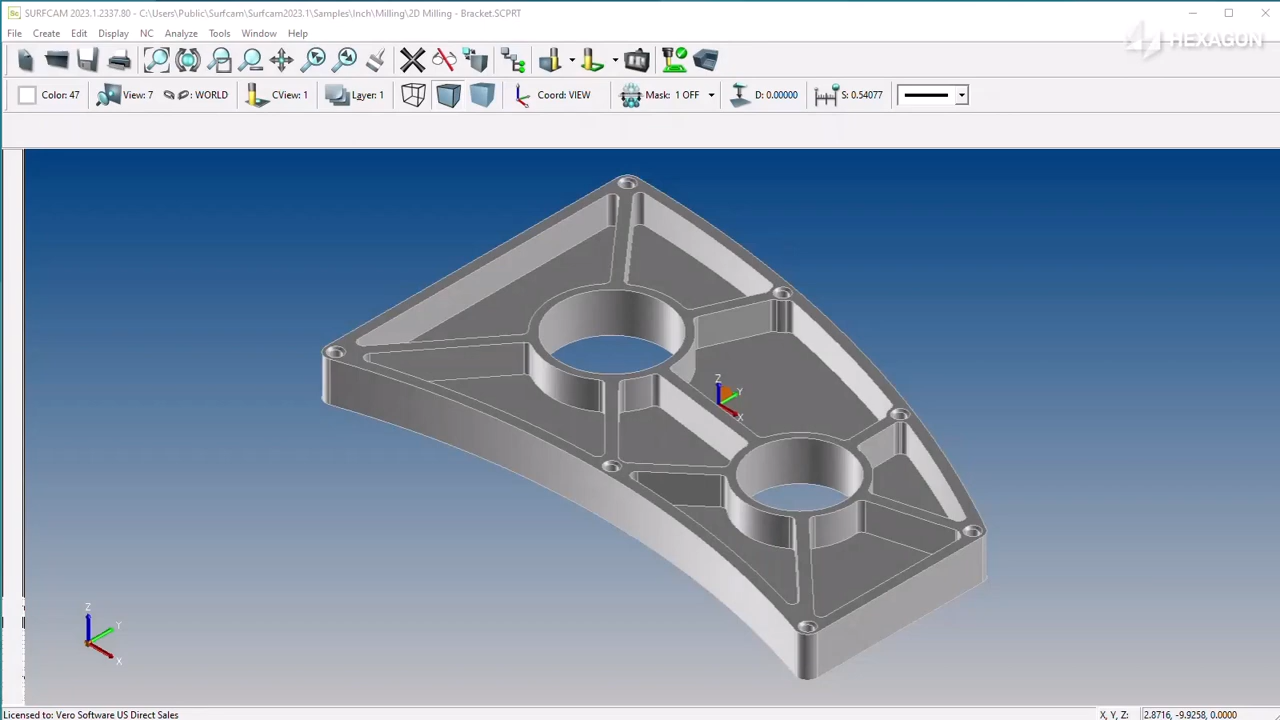 SURFCAM 2023.1.2337.80 - C:\Users\Public\Surfcam\Surfcam2023.1\Samples\Inch\Milling\2D Milling - Bracket.SCPRT
File Create Edit Display NC Analyze Tools Window Help
HEXAGON
Color: 47 View: 7 : WORLD CView: 1 Layer: 1 Coord: VIEW Mask: 1 OFF D: 0.00000 S: 0.54077
Z
Y
X
Z
Y
X
Licensed to: Vero Software US Direct Sales X, Y, Z: 2.8716, -9.9258, 0.0000